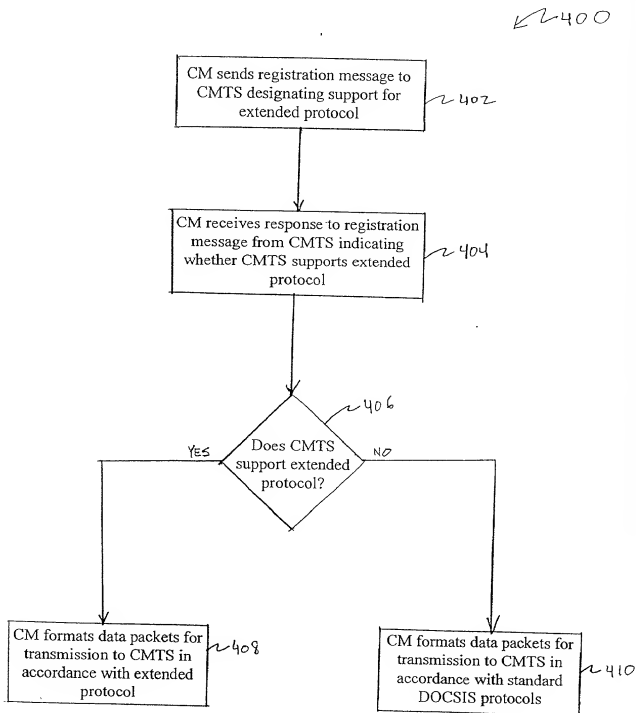 400
CM sends registration message to
CMTS designating support for
extended protocol
402
CM receives response to registration
message from CMTS indicating
whether CMTS supports extended
protocol
404
406
Does CMTS
support extended
protocol?
YES
NO
CM formats data packets for
transmission to CMTS in
accordance with extended
protocol
408
CM formats data packets for
transmission to CMTS in
accordance with standard
DOCSIS protocols
410